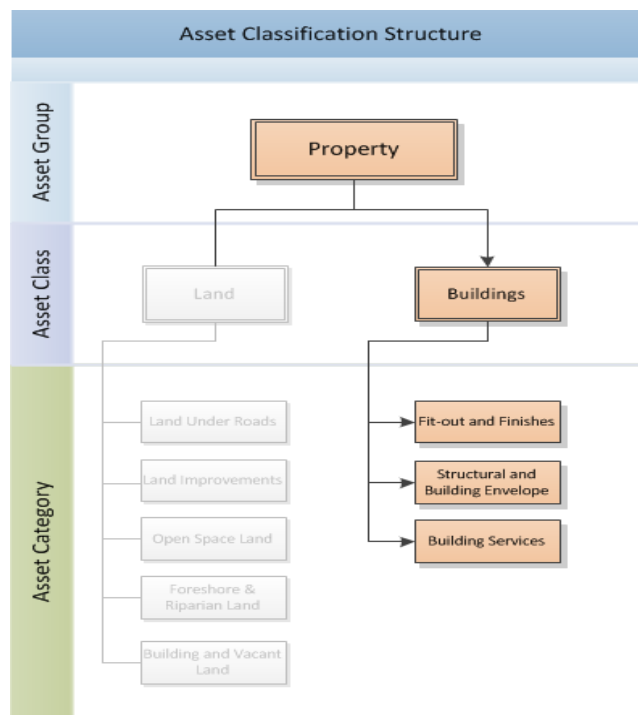 Asset Classification Structure
Asset Group
Property
Asset Class
Land
Buildings
Asset Category
Land Under Roads
Land Improvements
Open Space Land
Foreshore &
Riparian Land
Building and Vacant
Land
Fit-out and Finishes
Structural and
Building Envelope
Building Services